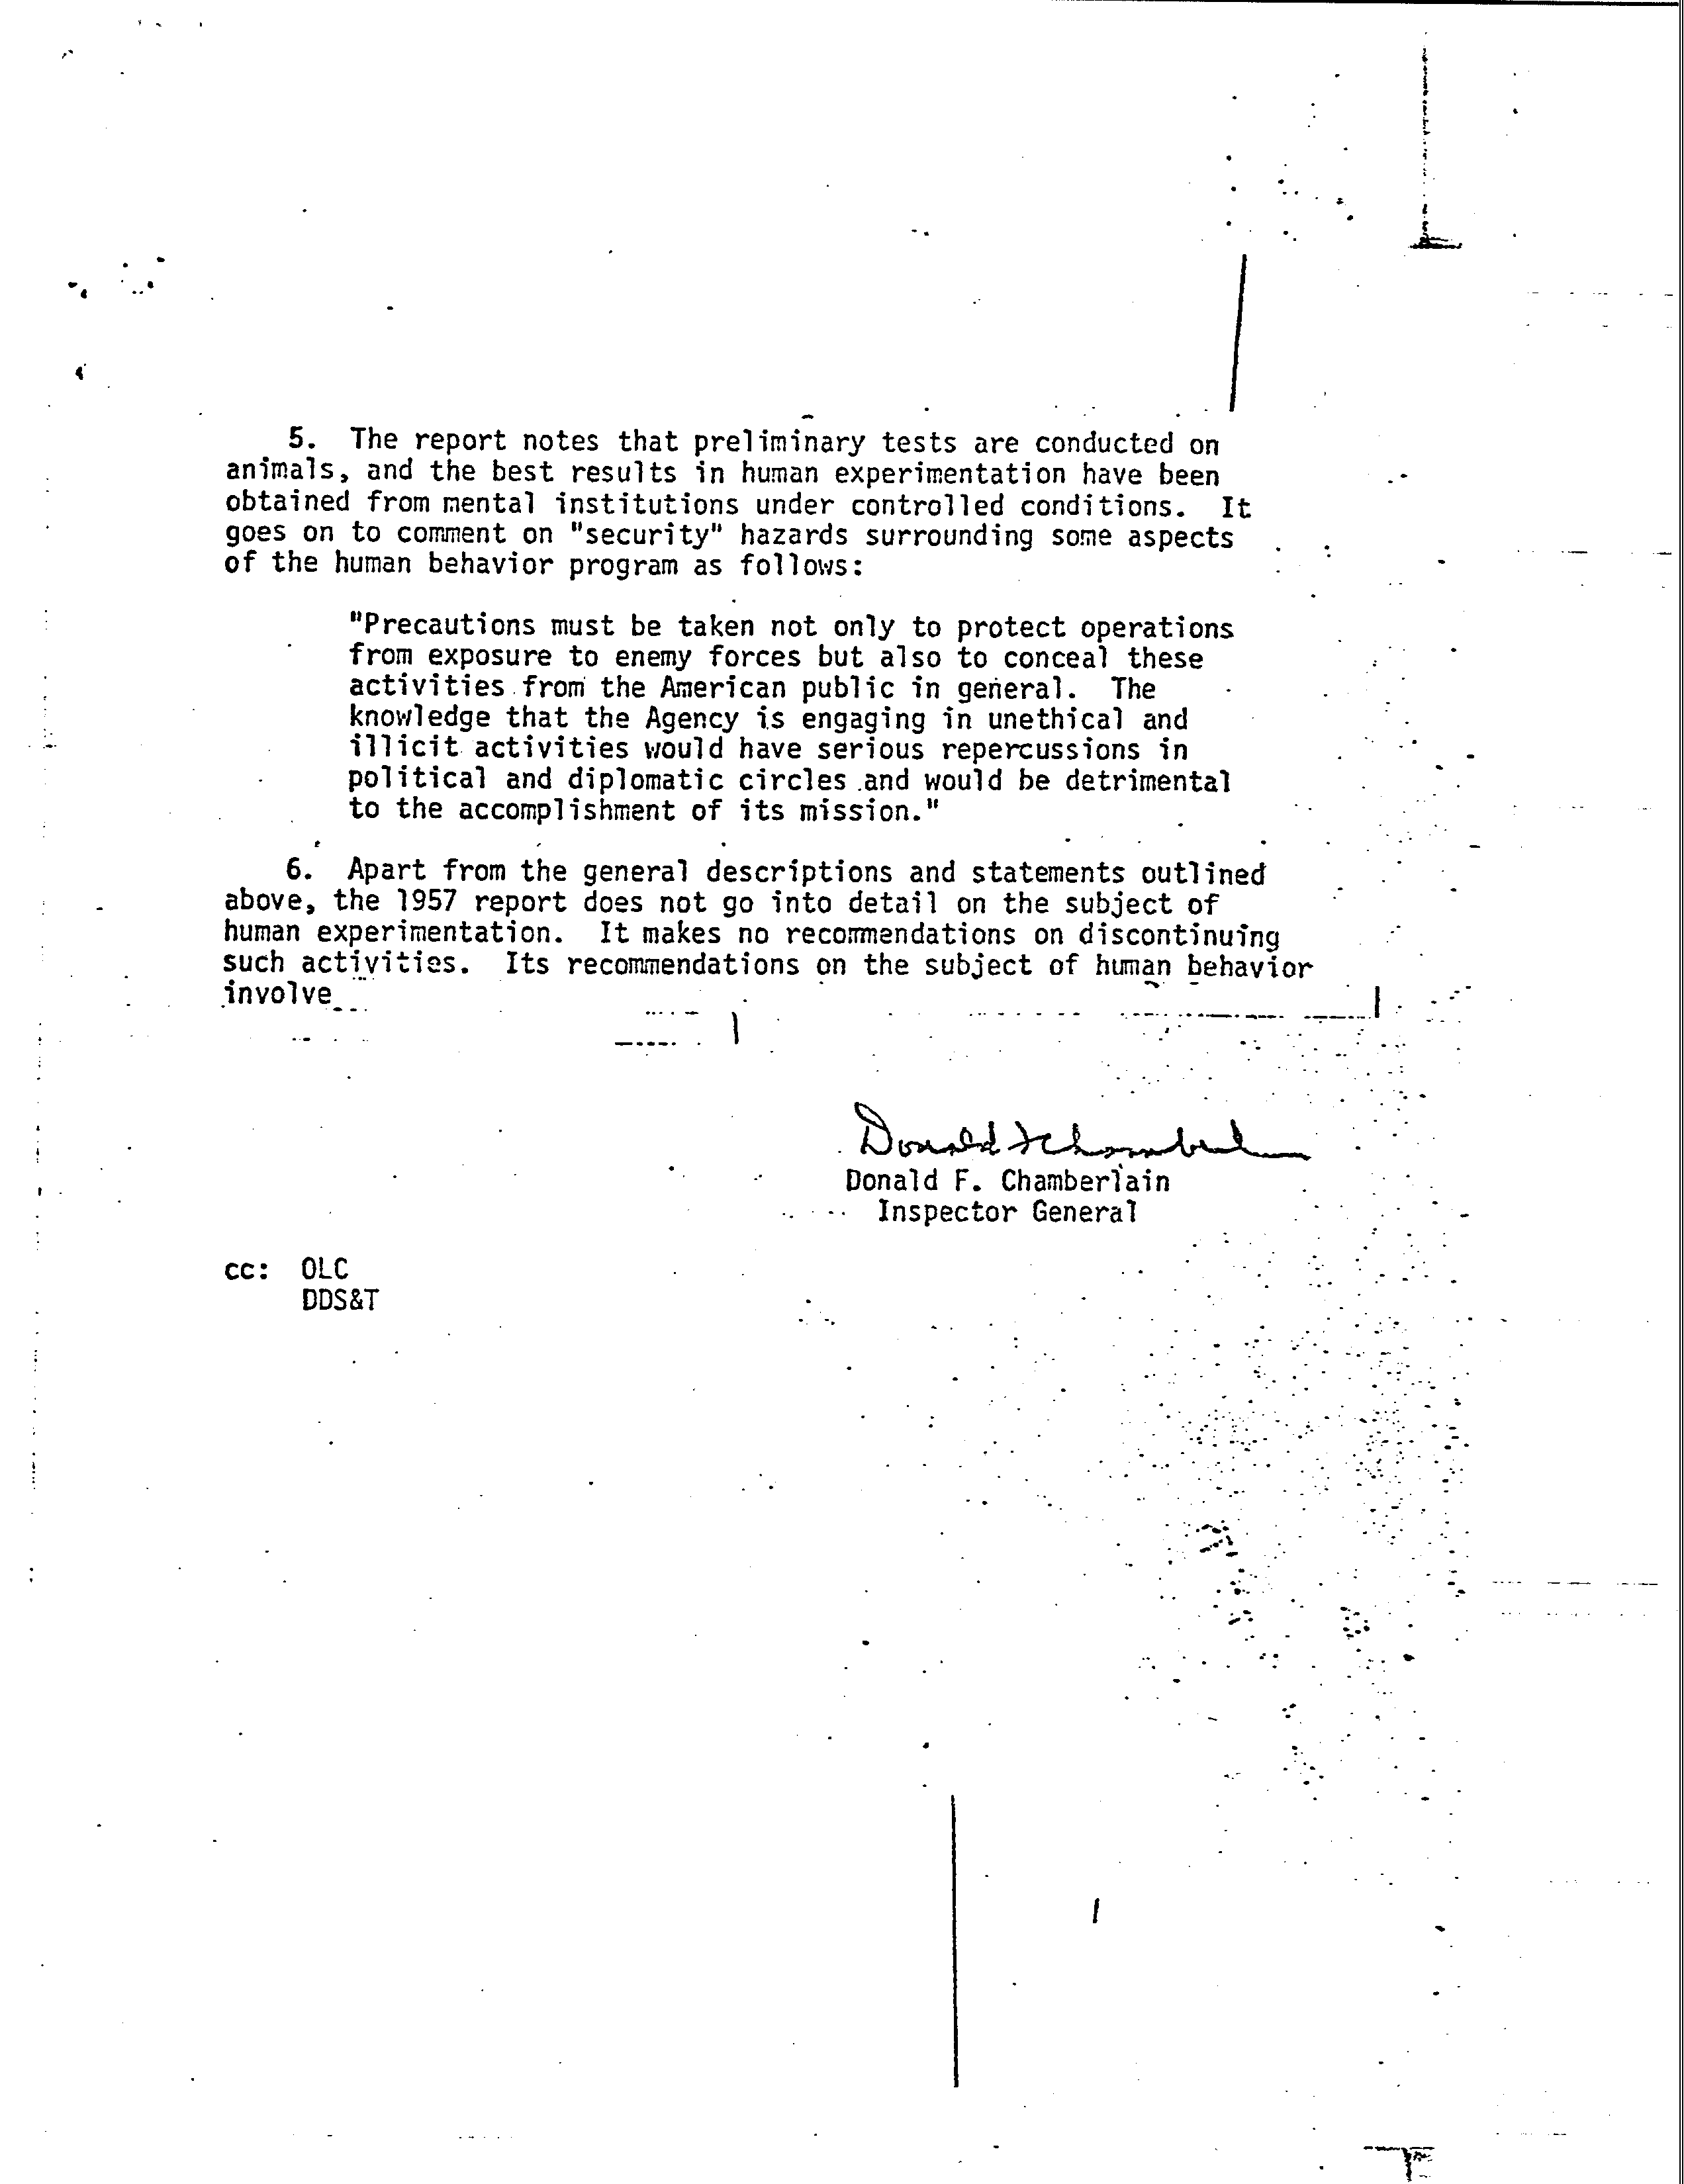 5. The report notes that preliminary tests are conducted on
animals, and the best results in human experimentation have been
obtained from mental institutions under controlled conditions. It
goes on to comment on "security" hazards surrounding some aspects
of the human behavior program as follows:
"Precautions must be taken not only to protect operations
from exposure to enemy forces but also to conceal these
activities from the American public in general. The
knowledge that the Agency is engaging in unethical and
illicit activities would have serious repercussions in
political and diplomatic circles and would be detrimental
to the accomplishment of its mission."
6. Apart from the general descriptions and statements outlined
above, the 1957 report does not go into detail on the subject of
human experimentation. It makes no recommendations on discontinuing
such activities. Its recommendations on the subject of human behavior
involve
Donald F Chamberlain
Donald F. Chamberlain
Inspector General
cc: OLC
DDS&T